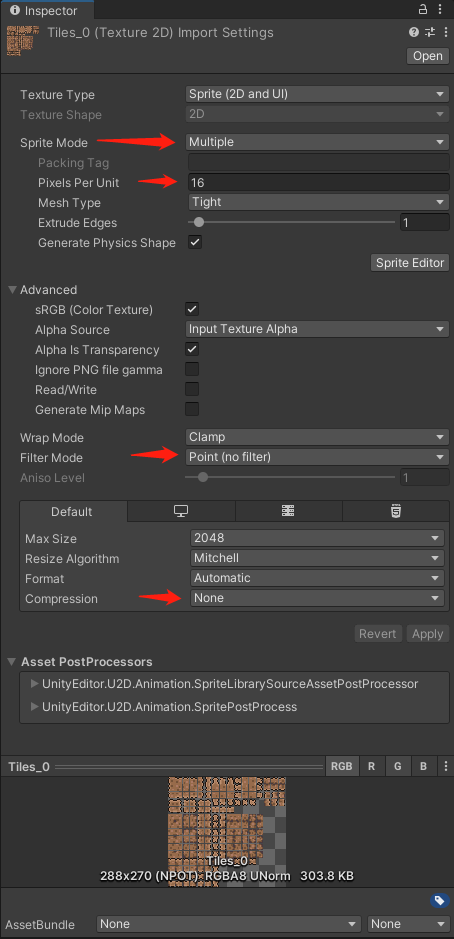 Inspector
Tiles_0 (Texture 2D) Import Settings
Open
Texture Type Sprite (2D and UI)
Texture Shape 2D
Sprite Mode Multiple
Packing Tag
Pixels Per Unit 16
Mesh Type Tight
Extrude Edges 1
Generate Physics Shape
Sprite Editor
Advanced
sRGB (Color Texture)
Alpha Source Input Texture Alpha
Alpha Is Transparency
Ignore PNG file gamma
Read/Write
Generate Mip Maps
Wrap Mode Clamp
Filter Mode Point (no filter)
Aniso Level 1
Default
Max Size 2048
Resize Algorithm Mitchell
Format Automatic
Compression None
Revert Apply
Asset PostProcessors
UnityEditor.U2D.Animation.SpriteLibrarySourceAssetPostProcessor
UnityEditor.U2D.Animation.SpritePostProcess
Tiles_0 RGB R G B
Tiles_0
288x270 (NPOT) RGBA8 UNorm 303.8 KB
AssetBundle None None